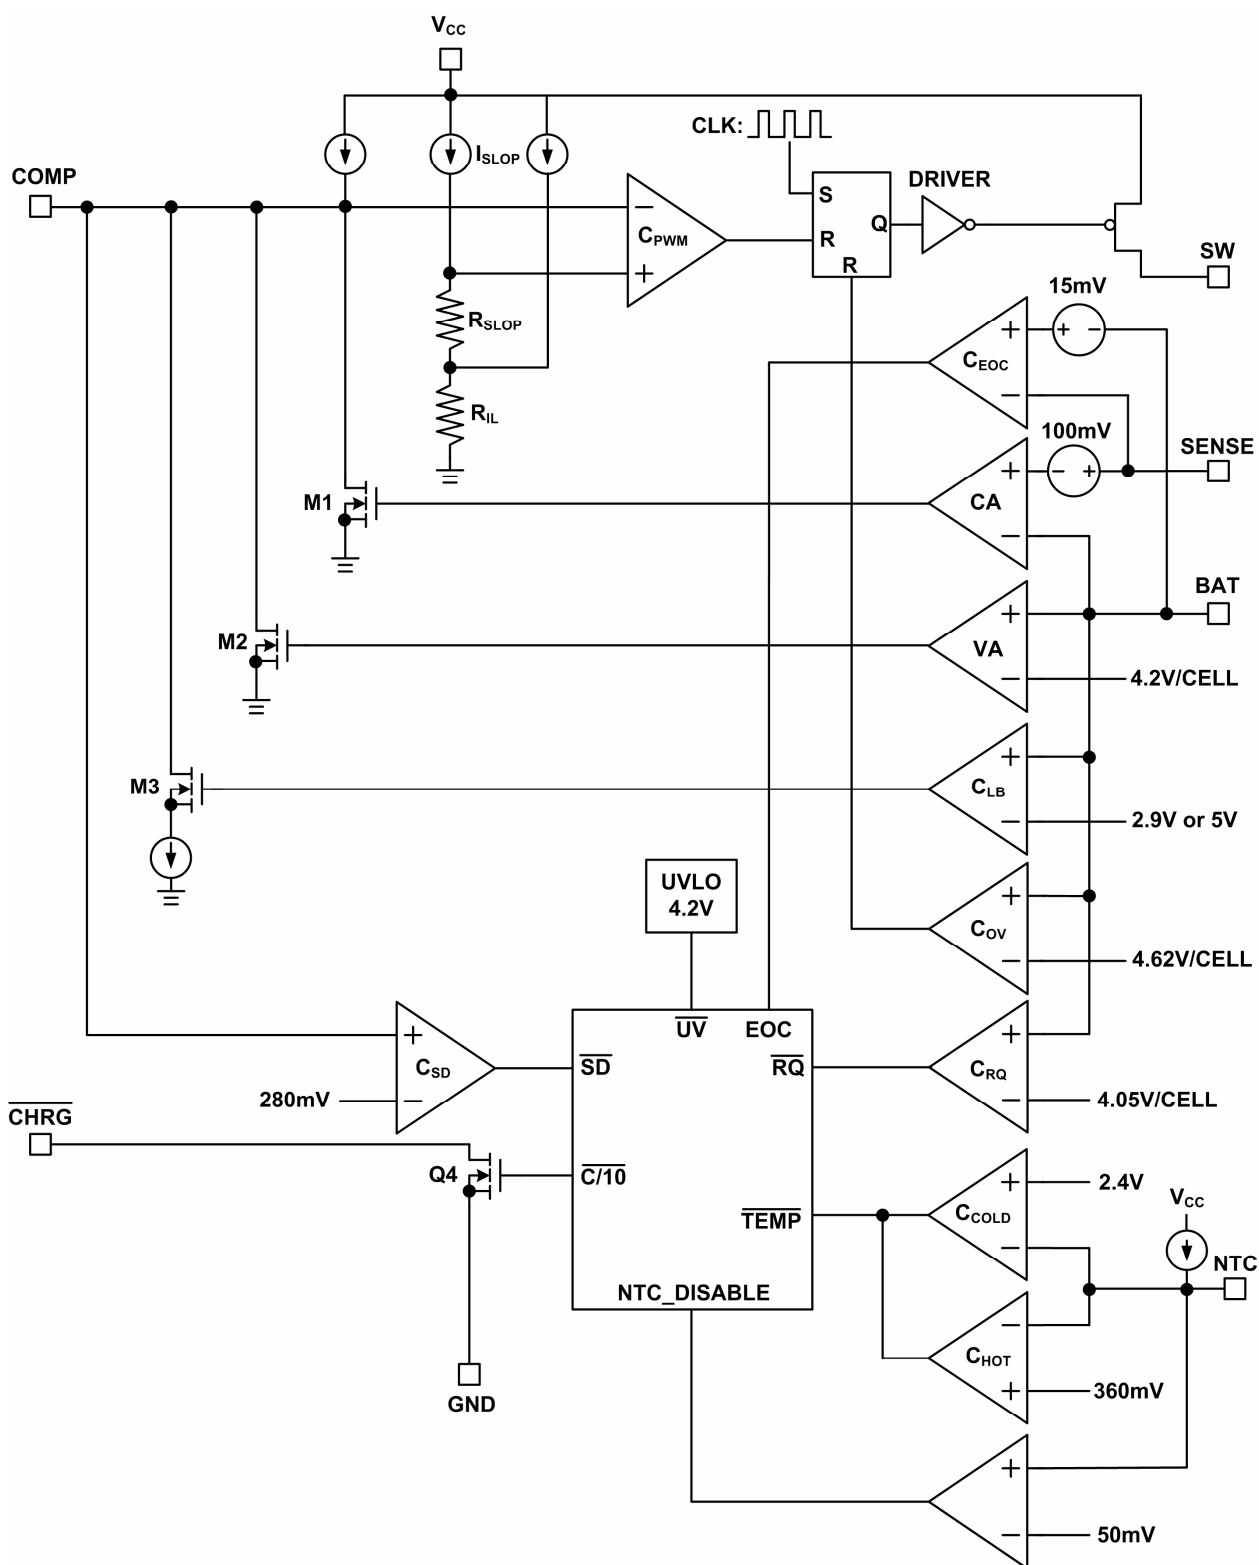 VCC
CLK:
COMP
ISLOP
S
DRIVER
Q
CPWM
−
+
R
R
SW
RSLOP
15mV
+ + −
CEOC
−
RIL
100mV
SENSE
+ − +
M1
CA
−
BAT
+
M2
VA
−
4.2V/CELL
+
M3
CLB
−
2.9V or 5V
UVLO
4.2V
+
COV
−
4.62V/CELL
UV
EOC
+
CSD
−
280mV
SD
RQ
+
CRQ
−
4.05V/CELL
CHRG
Q4
C/10
+
2.4V
CCOLD
−
TEMP
VCC
NTC
NTC_DISABLE
−
CHOT
+
360mV
GND
+
−
50mV